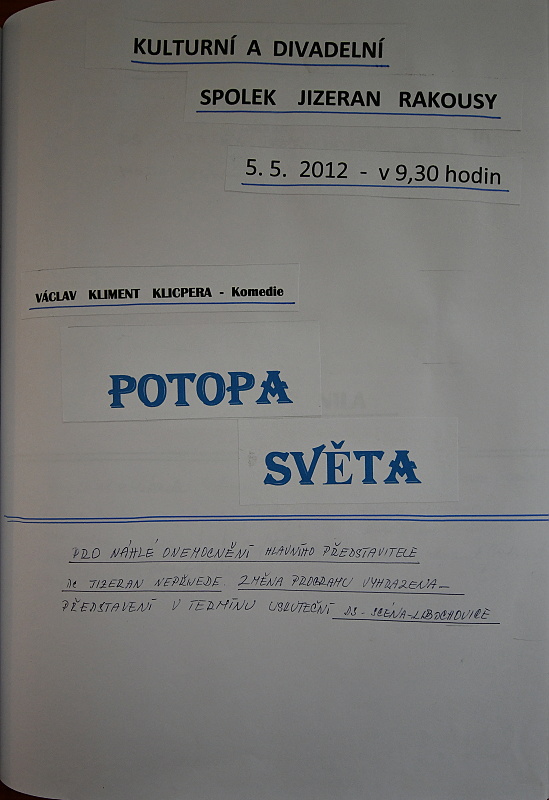 KULTURNÍ A DIVADELNÍ
SPOLEK JIZERAN RAKOUSY
5. 5. 2012 - v 9,30 hodin
VÁCLAV KLIMENT KLICPERA - Komedie
POTOPA
SVĚTA
PRO NÁHLÉ ONEMOCNĚNÍ HLAVNÍHO PŘEDSTAVITELE
DS JIZERAN NEPŘIJEDE. ZMĚNA PROGRAMU VYHRAZENA -
PŘEDSTAVENÍ V TERMÍNU USKUTEČNÍ DS - SCÉNA - LIBOCHOVICE